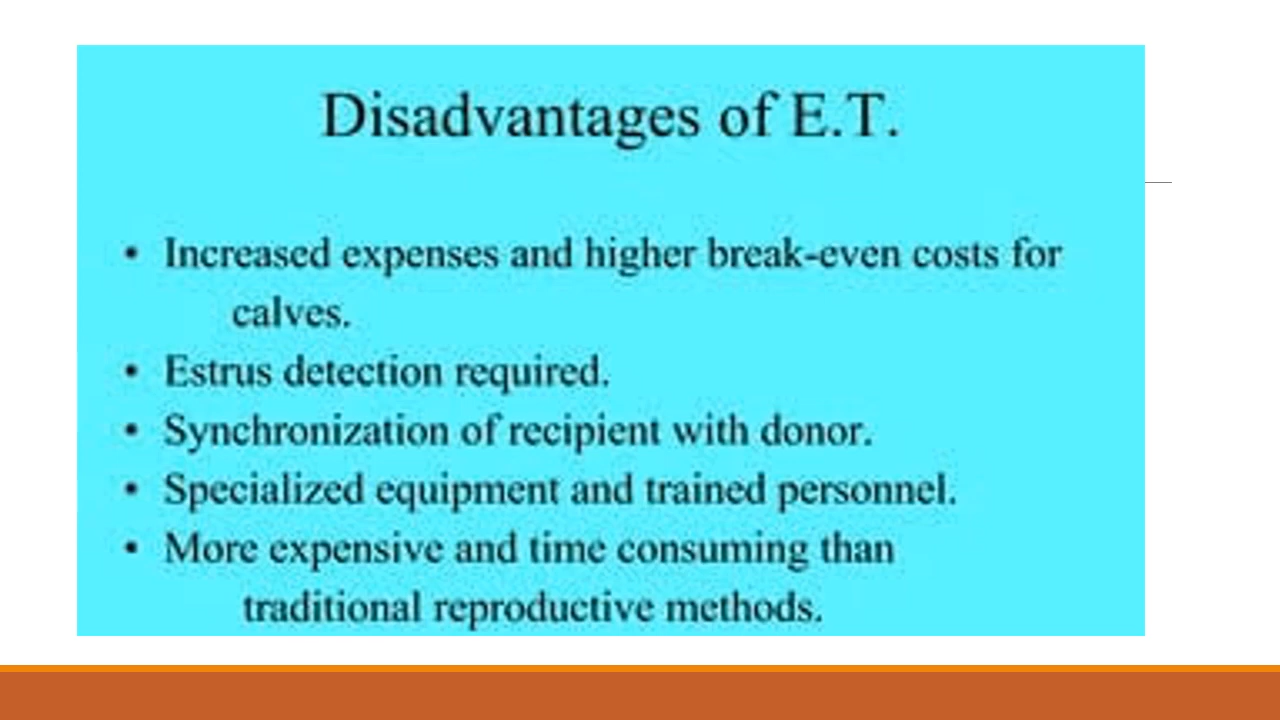 Disadvantages of E.T.
• Increased expenses and higher break-even costs for
calves.
• Estrus detection required.
• Synchronization of recipient with donor.
• Specialized equipment and trained personnel.
• More expensive and time consuming than
traditional reproductive methods.